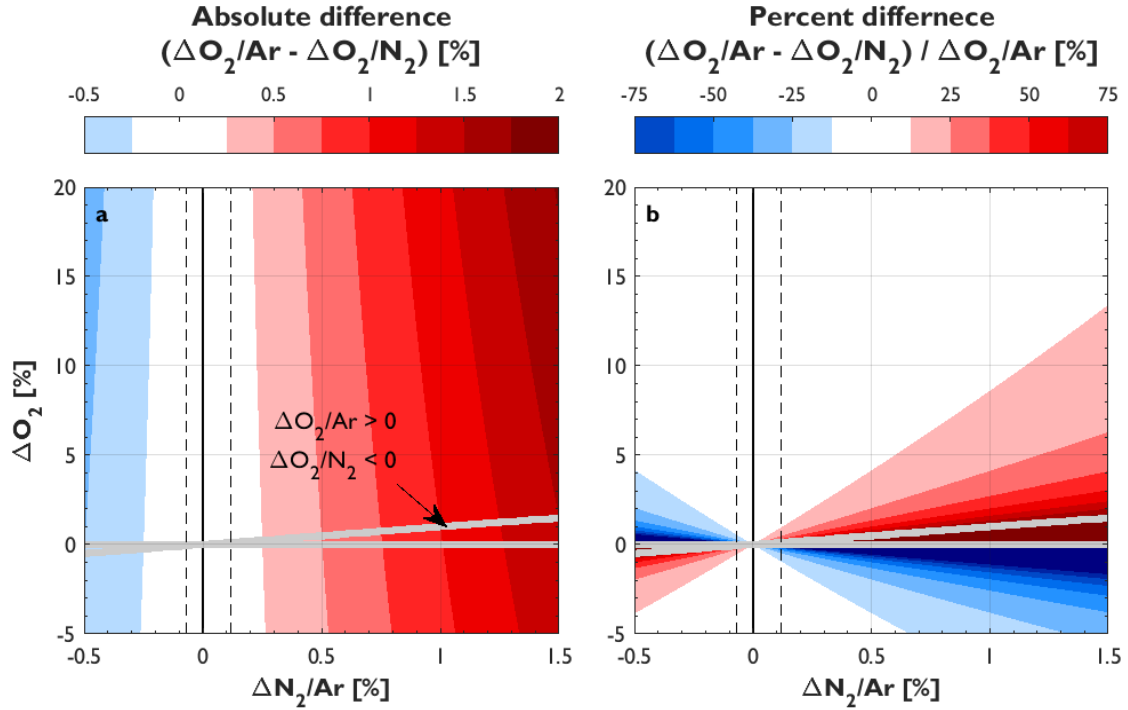 Absolute difference
(ΔO₂/Ar - ΔO₂/N₂) [%]
-0.5 0 0.5 1 1.5 2
Percent differnece
(ΔO₂/Ar - ΔO₂/N₂) / ΔO₂/Ar [%]
-75 -50 -25 0 25 50 75
a
ΔO₂/Ar > 0
ΔO₂/N₂ < 0
20
15
10
5
0
-5
ΔO₂ [%]
-0.5 0 0.5 1 1.5
ΔN₂/Ar [%]
b
20
15
10
5
0
-5
-0.5 0 0.5 1 1.5
ΔN₂/Ar [%]